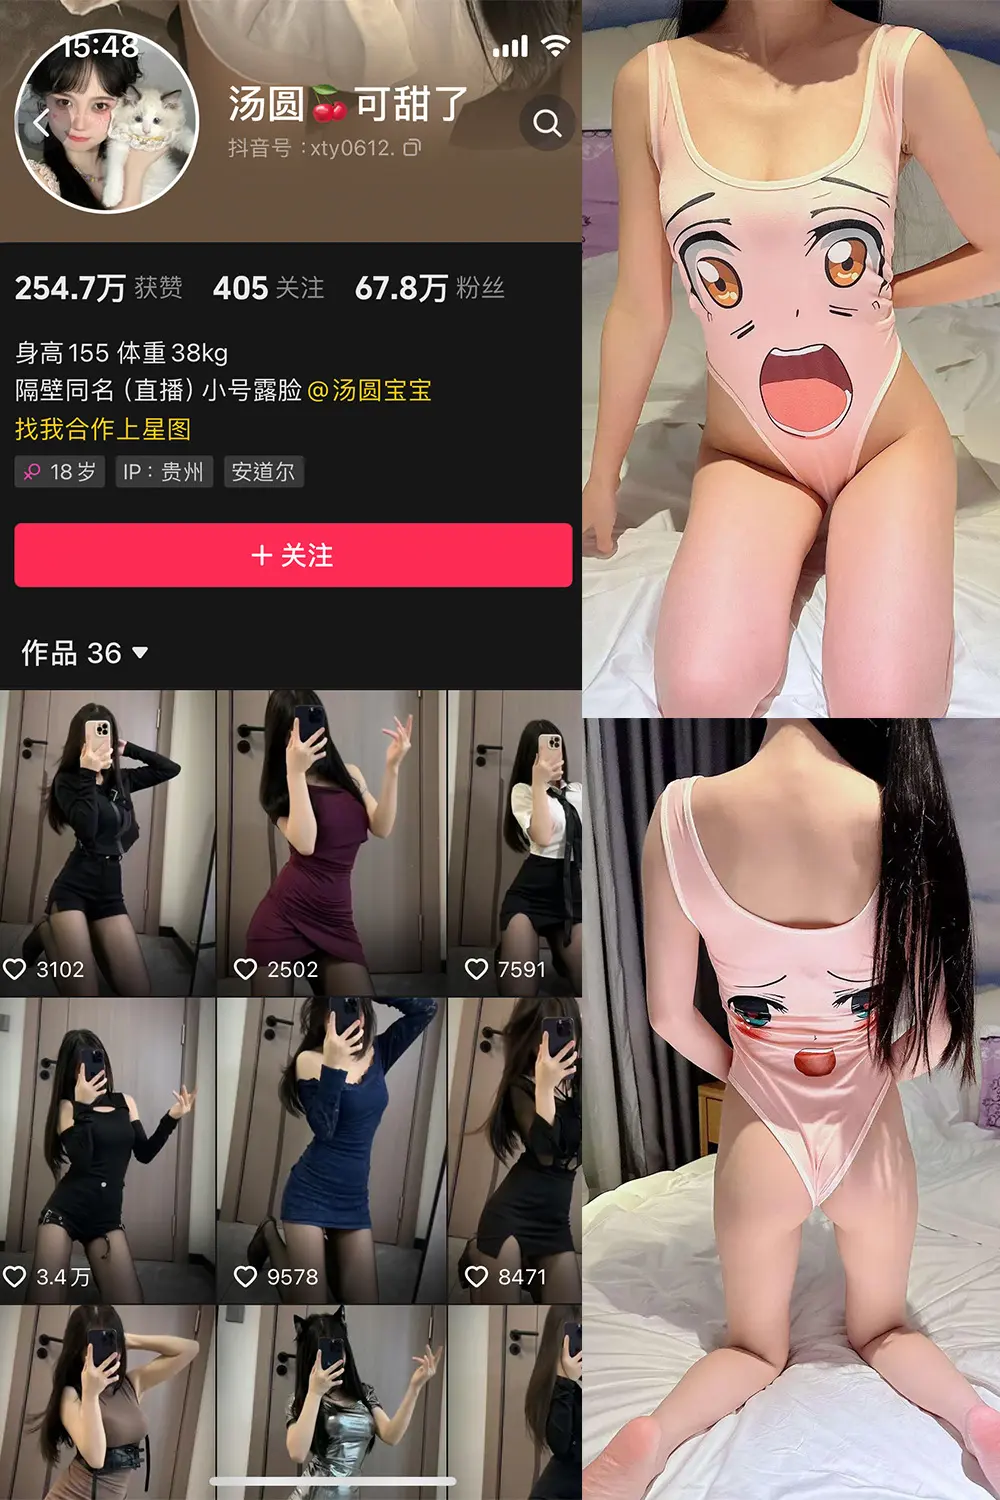 15:48
汤圆🍒可甜了
抖音号：xty0612.
254.7万 获赞 405 关注 67.8万 粉丝
身高155 体重38kg
隔壁同名（直播）小号露脸@汤圆宝宝
找我合作上星图
18岁 IP：贵州 安道尔
+ 关注
作品 36
3102 2502 7591
3.4万 9578 8471